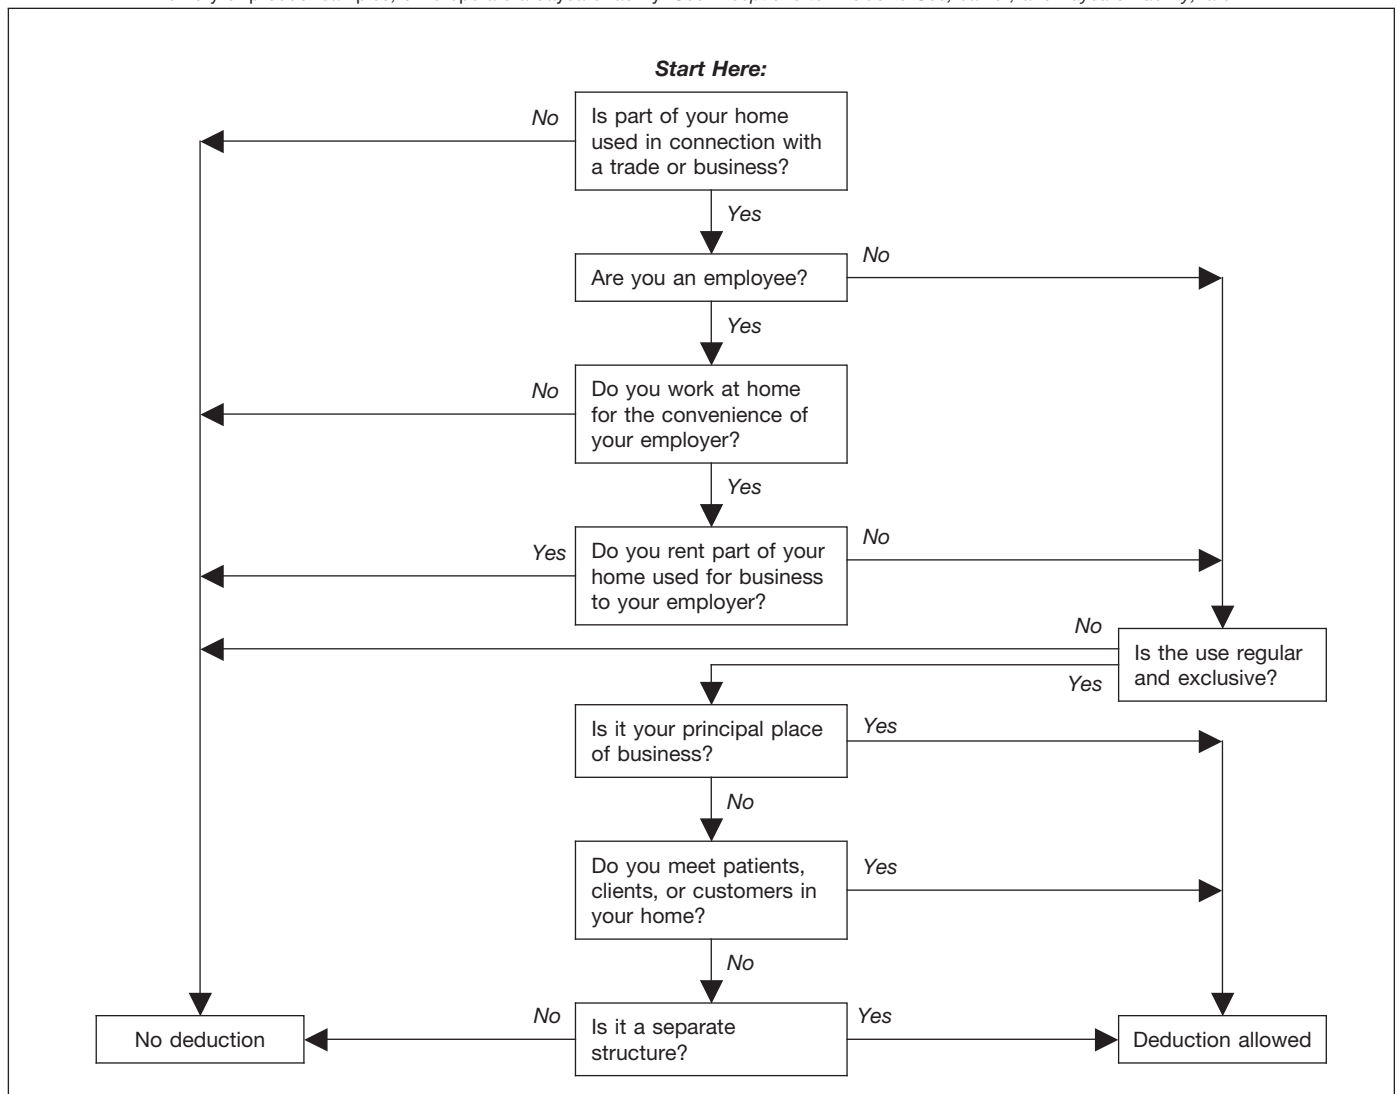 Start Here:
No
Is part of your home
used in connection with
a trade or business?
Yes
Are you an employee?
No
Yes
No
Do you work at home
for the convenience of
your employer?
Yes
Yes
Do you rent part of your
home used for business
to your employer?
No
No
Is the use regular
and exclusive?
Yes
Is it your principal place
of business?
Yes
No
Do you meet patients,
clients, or customers in
your home?
Yes
No
No
Is it a separate
structure?
Yes
No deduction
Deduction allowed